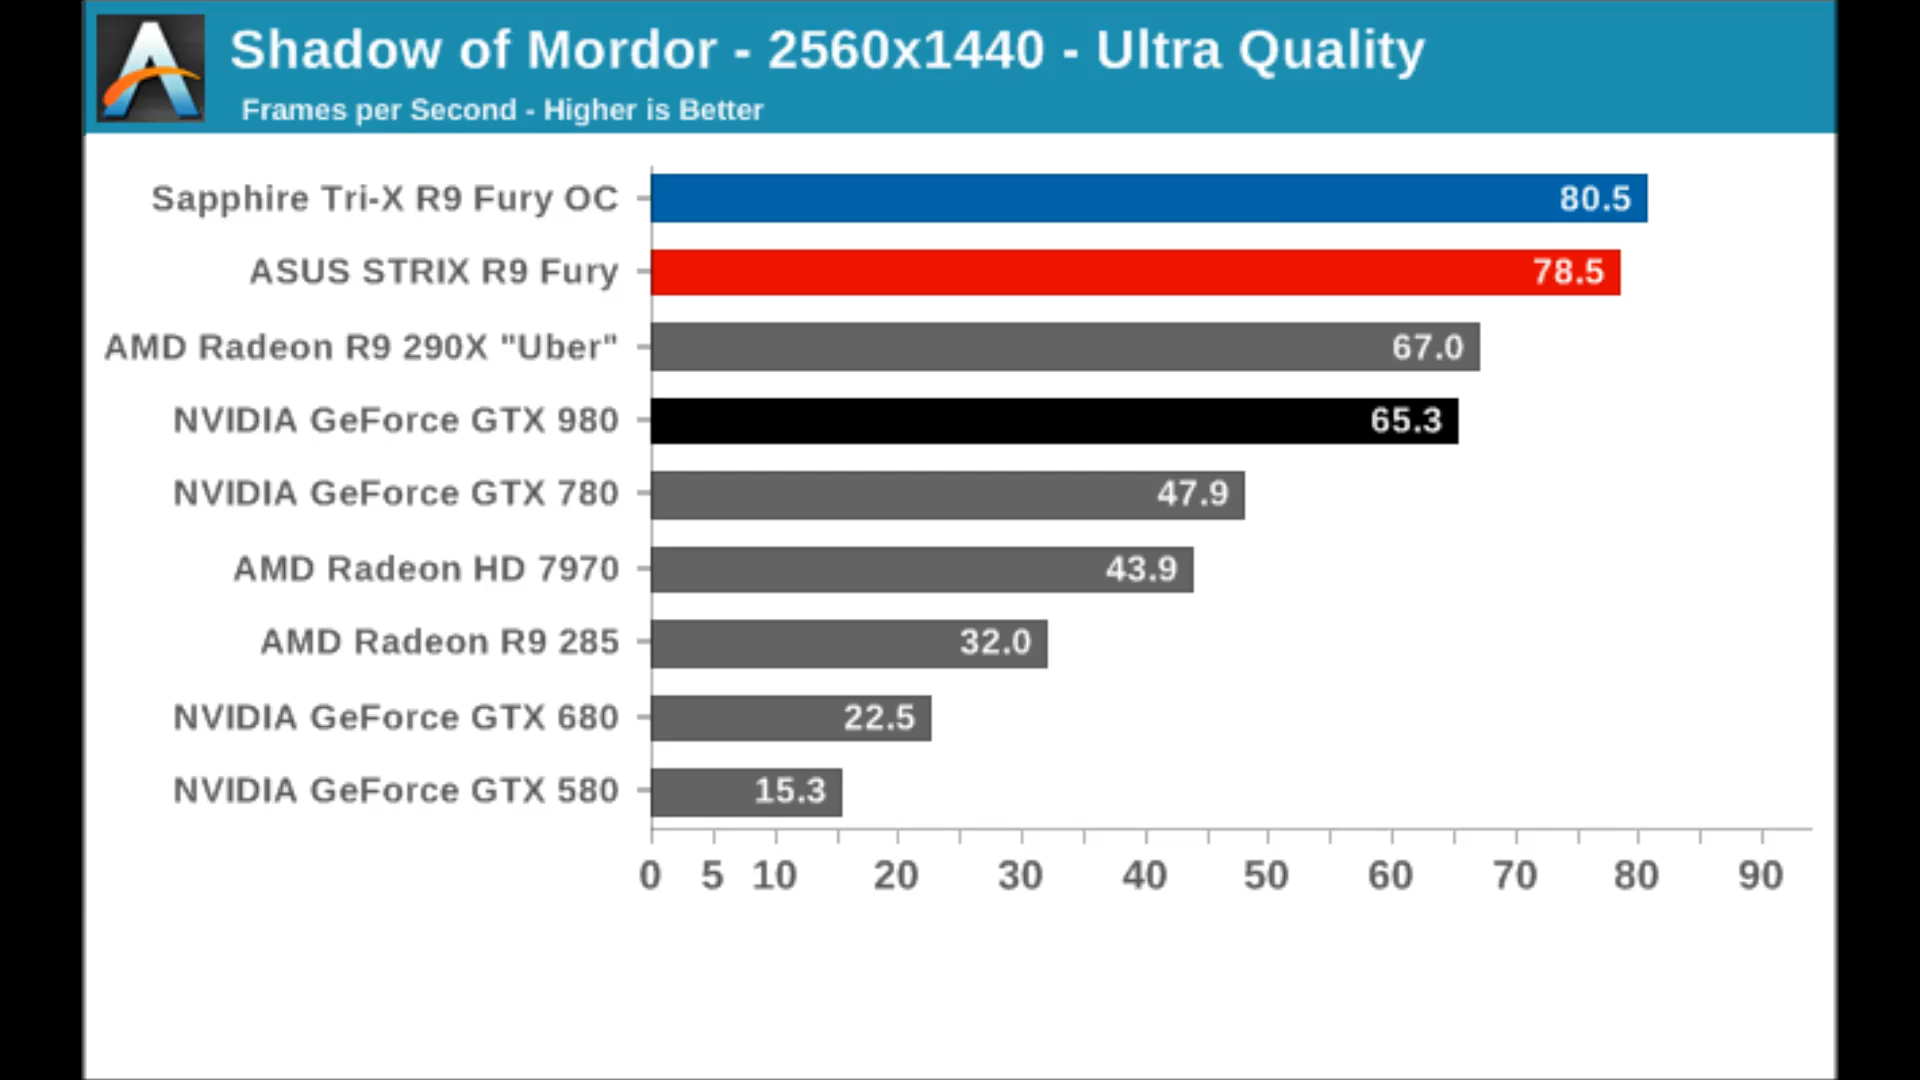 Shadow of Mordor - 2560x1440 - Ultra Quality
Frames per Second - Higher is Better
Sapphire Tri-X R9 Fury OC 80.5
ASUS STRIX R9 Fury 78.5
AMD Radeon R9 290X "Uber" 67.0
NVIDIA GeForce GTX 980 65.3
NVIDIA GeForce GTX 780 47.9
AMD Radeon HD 7970 43.9
AMD Radeon R9 285 32.0
NVIDIA GeForce GTX 680 22.5
NVIDIA GeForce GTX 580 15.3
0 5 10 20 30 40 50 60 70 80 90